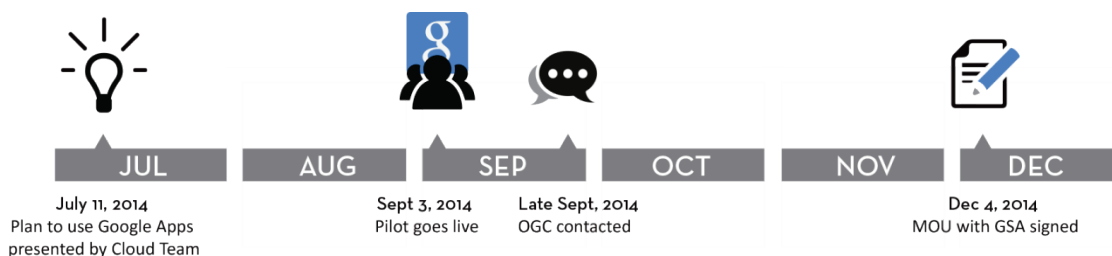 g
JUL AUG SEP OCT NOV DEC
July 11, 2014
Plan to use Google Apps
presented by Cloud Team
Sept 3, 2014
Pilot goes live
Late Sept, 2014
OGC contacted
Dec 4, 2014
MOU with GSA signed